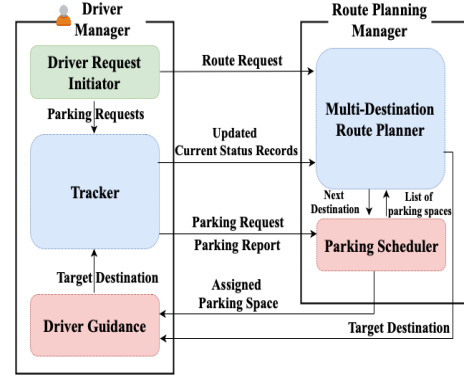 Driver
Manager
Route Planning
Manager
Driver Request
Initiator
Route Request
Multi-Destination
Route Planner
Parking Requests
Updated
Current Status Records
Tracker
Next
Destination
List of
parking spaces
Parking Request
Parking Report
Parking Scheduler
Target Destination
Assigned
Parking Space
Driver Guidance
Target Destination